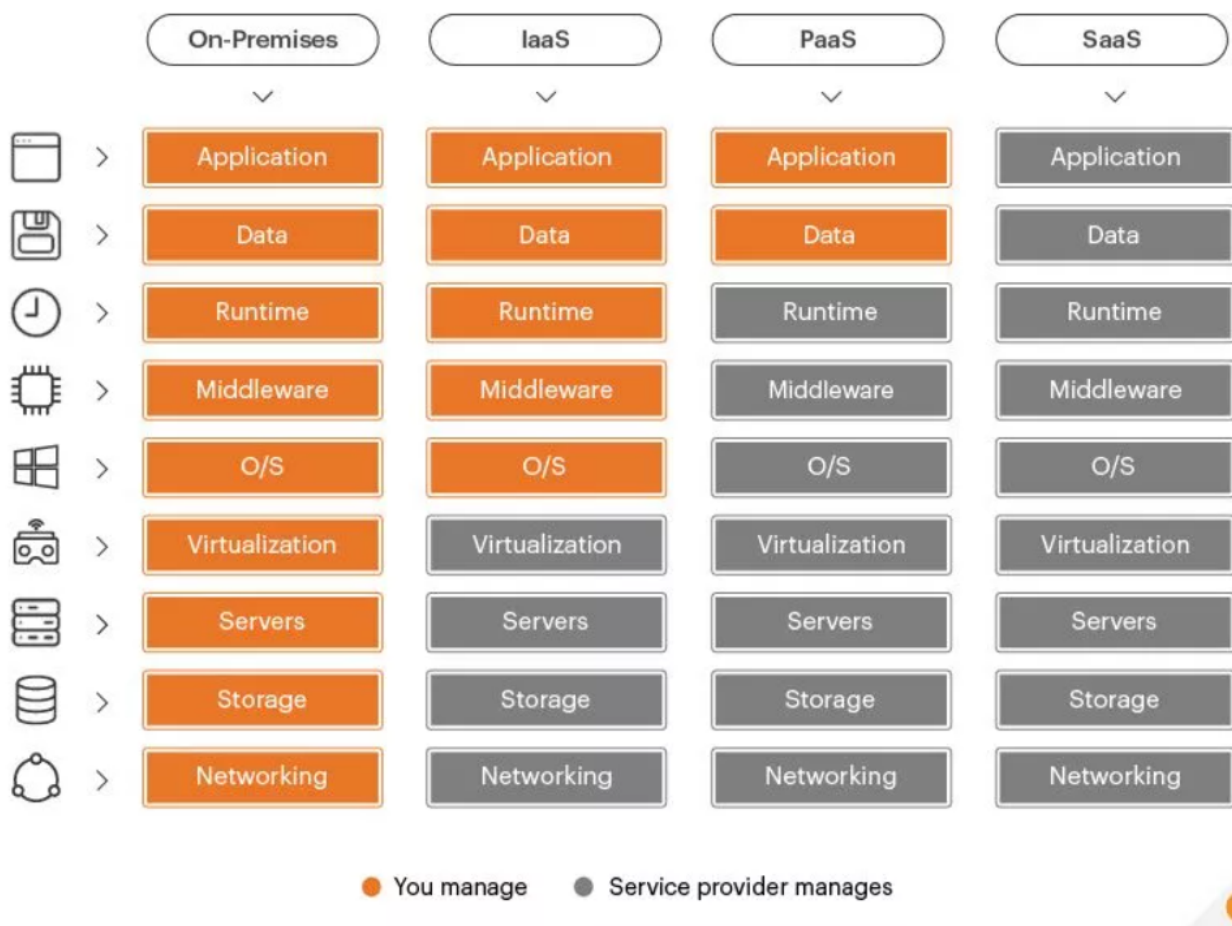 On-Premises IaaS PaaS SaaS
Application Application Application Application
Data Data Data Data
Runtime Runtime Runtime Runtime
Middleware Middleware Middleware Middleware
O/S O/S O/S O/S
Virtualization Virtualization Virtualization Virtualization
Servers Servers Servers Servers
Storage Storage Storage Storage
Networking Networking Networking Networking
You manage Service provider manages